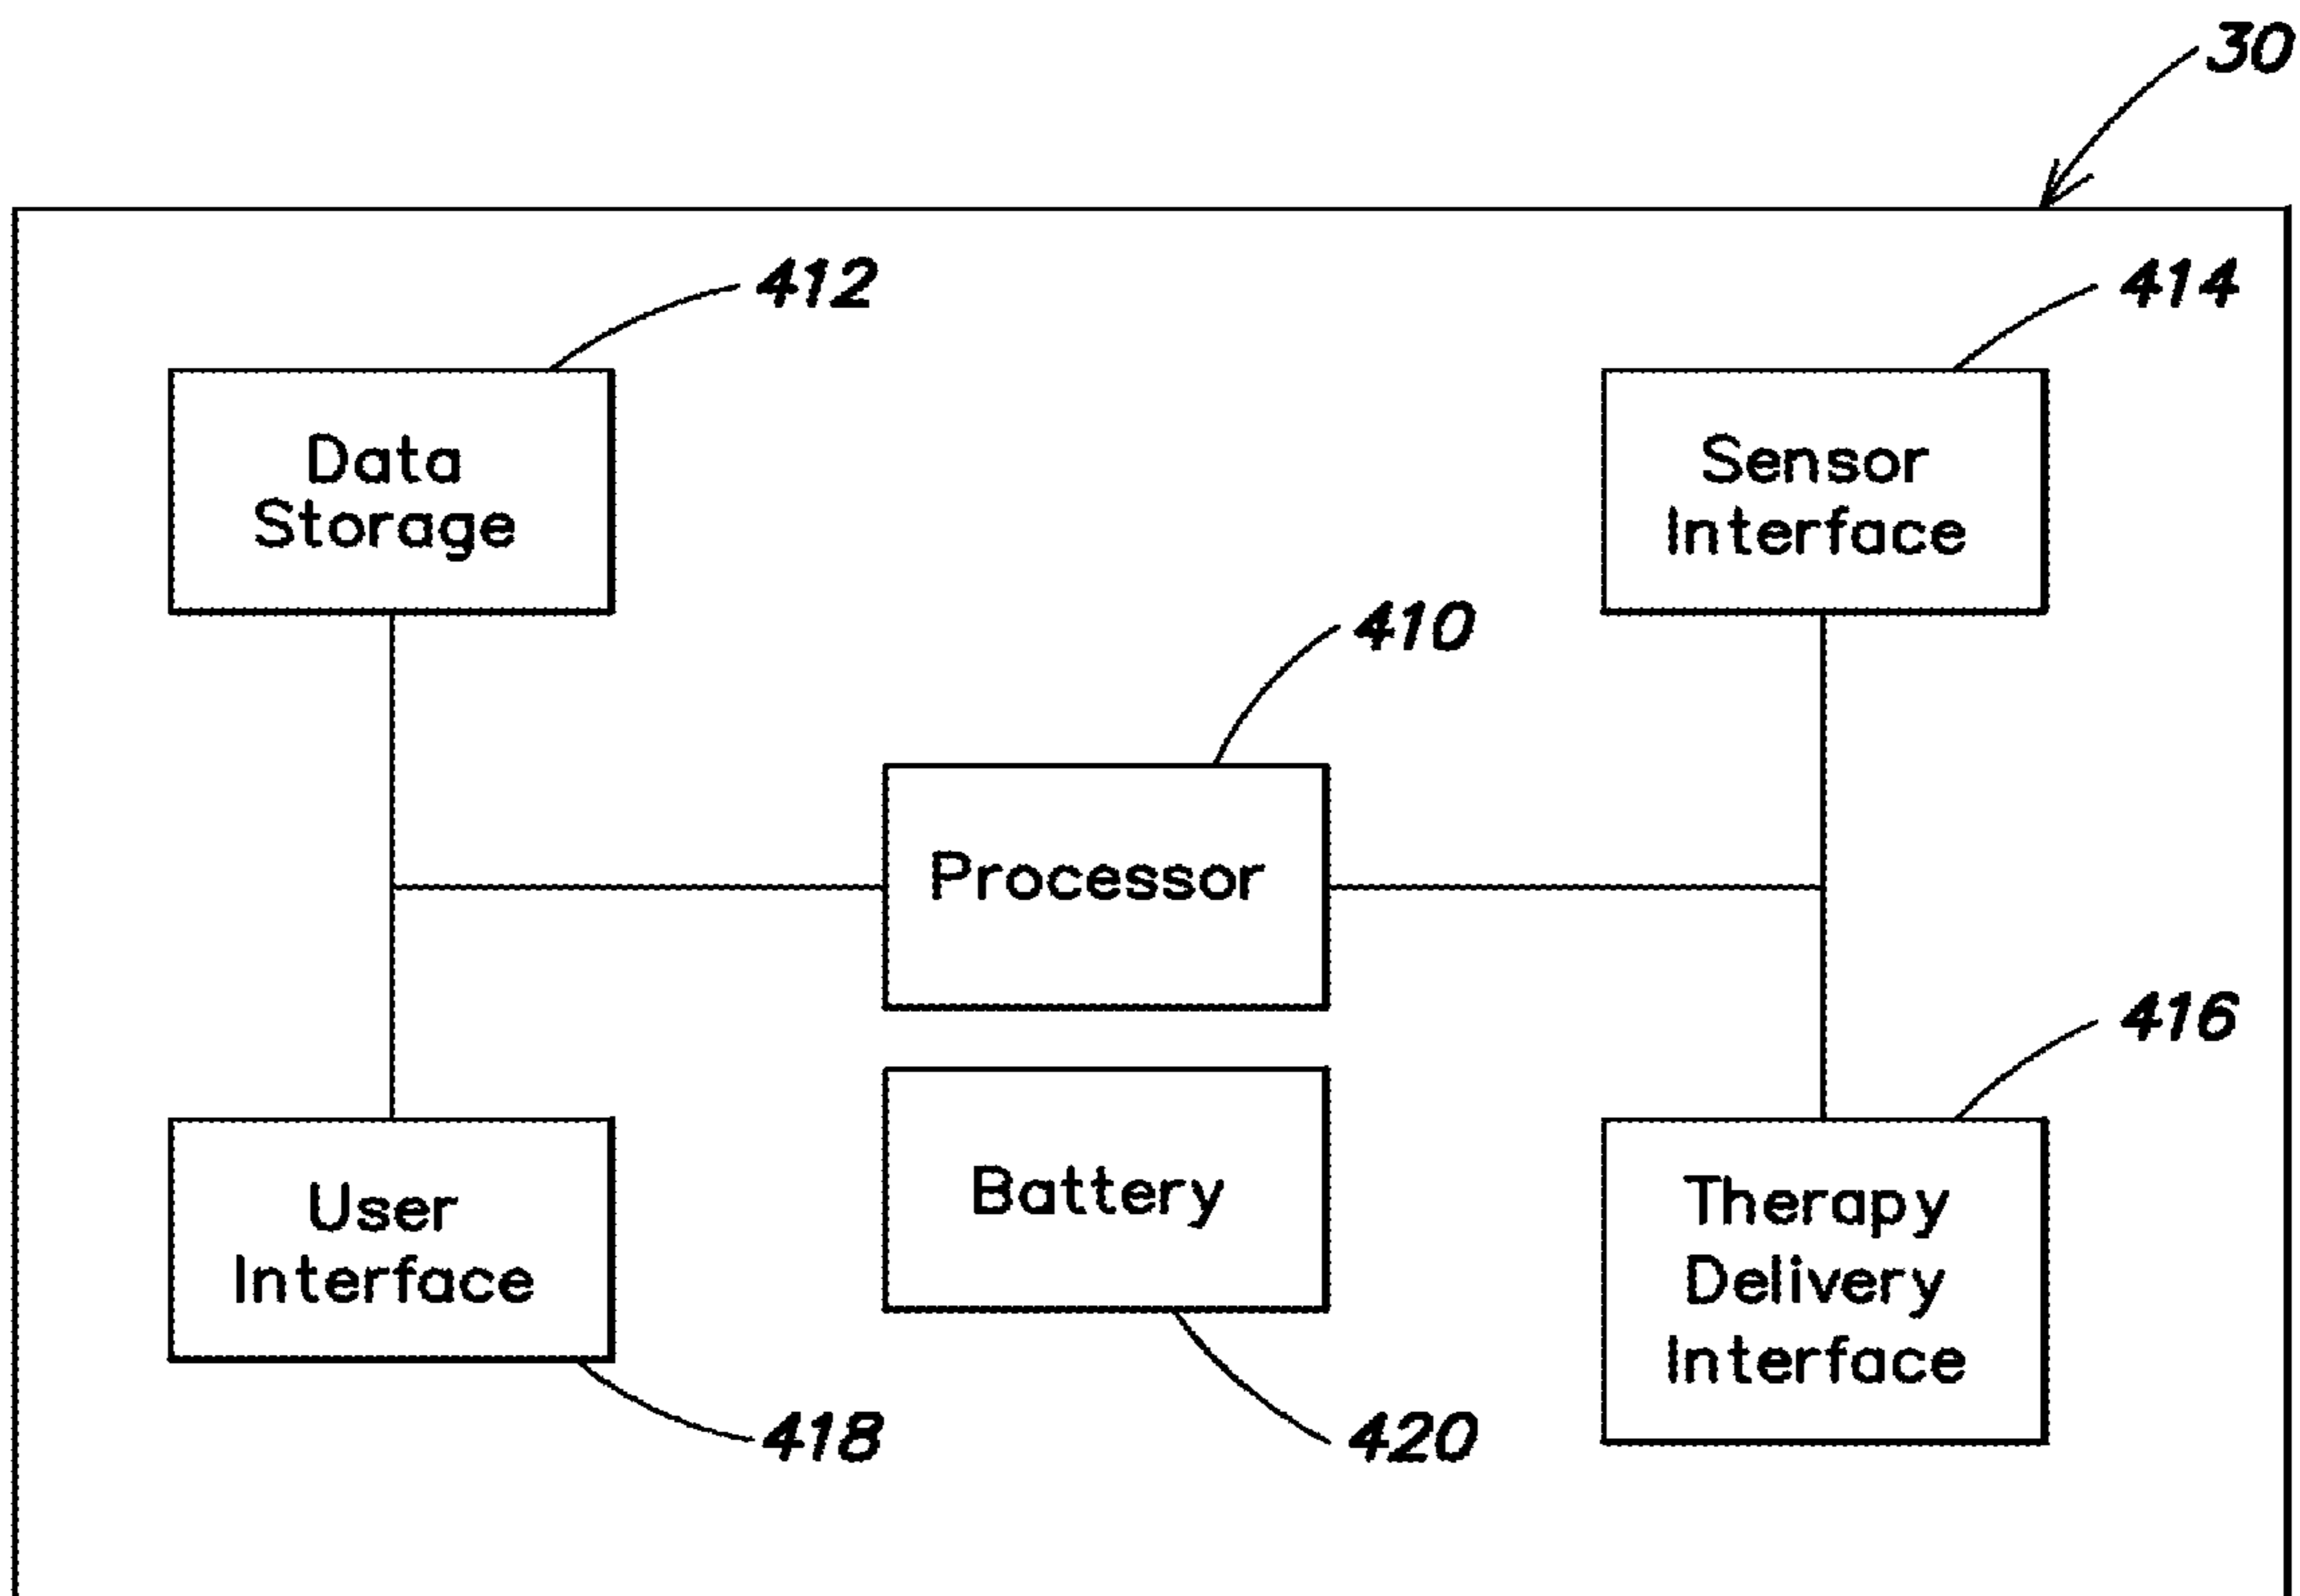 30
412
414
Data
Storage
Sensor
Interface
410
Processor
416
User
Interface
Battery
Therapy
Delivery
Interface
418
420